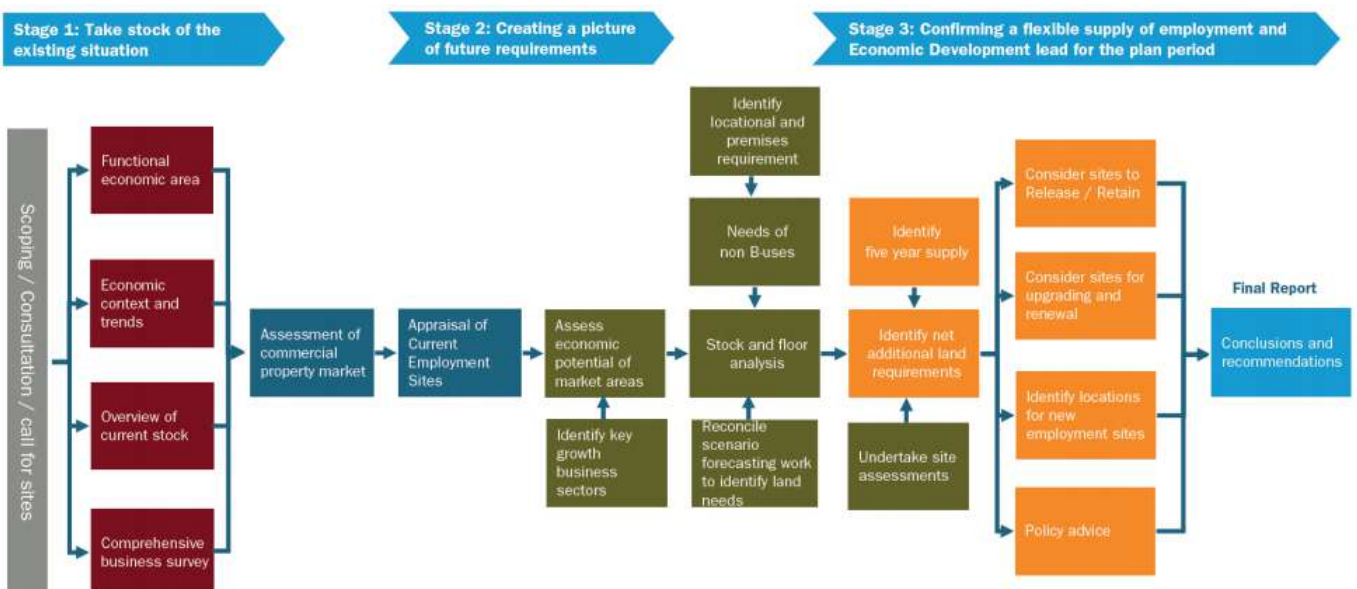 Stage 1: Take stock of the
existing situation
Stage 2: Creating a picture
of future requirements
Stage 3: Confirming a flexible supply of employment and
Economic Development lead for the plan period
Scoping / Consultation / call for sites
Functional
economic area
Economic
context and
trends
Overview of
current stock
Comprehensive
business survey
Assessment of
commercial
property market
Appraisal of
Current
Employment
Sites
Assess
economic
potential of
market areas
Identify key
growth
business
sectors
Identify
locational and
premises
requirement
Needs of
non B-uses
Stock and floor
analysis
Reconcile
scenario
forecasting work
to identify land
needs
Identify
five year supply
Identify net
additional land
requirements
Undertake site
assessments
Consider sites to
Release / Retain
Consider sites for
upgrading and
renewal
Identify locations
for new
employment sites
Policy advice
Final Report
Conclusions and
recommendations